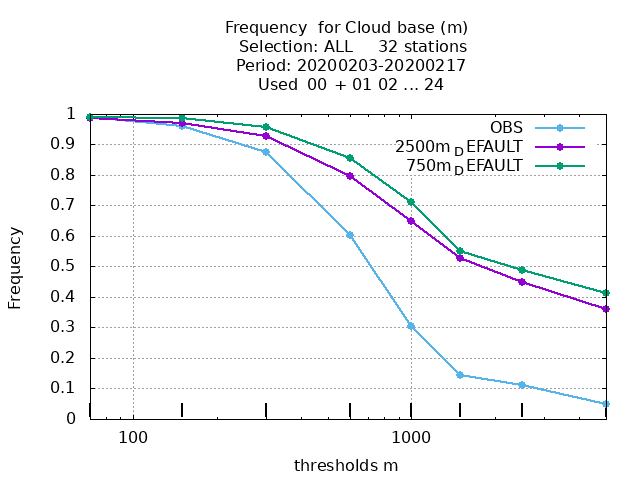 Frequency  for Cloud base (m)
Selection: ALL     32 stations
Period: 20200203-20200217
Used  00  + 01 02 ... 24
OBS
2500m_DEFAULT
750m_DEFAULT
1
0.9
0.8
0.7
0.6
0.5
0.4
0.3
0.2
0.1
0
Frequency
100
1000
thresholds m